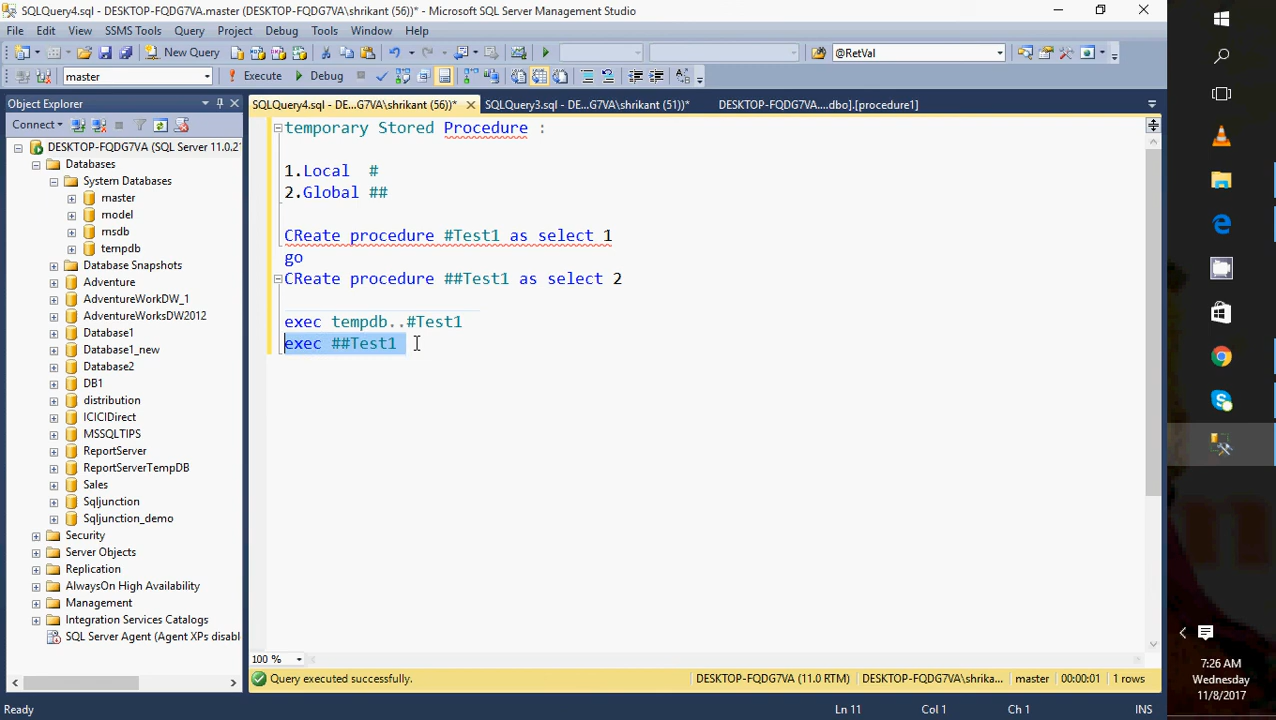 SQLQuery4.sql - DESKTOP-FQDG7VA.master (DESKTOP-FQDG7VA\shrikant (56))* - Microsoft SQL Server Management Studio
File Edit View SSMS Tools Query Project Debug Tools Window Help
New Query @RetVal
master Execute Debug
Object Explorer
SQLQuery4.sql - DE...G7VA\shrikant (56))* SQLQuery3.sql - DE...G7VA\shrikant (51))* DESKTOP-FQDG7VA....dbo].[procedure1]
Connect
DESKTOP-FQDG7VA (SQL Server 11.0.21
Databases
System Databases
master
model
msdb
tempdb
Database Snapshots
Adventure
AdventureWorkDW_1
AdventureWorksDW2012
Database1
Database1_new
Database2
DB1
distribution
ICICIDirect
MSSQLTIPS
ReportServer
ReportServerTempDB
Sales
Sqljunction
Sqljunction_demo
Security
Server Objects
Replication
AlwaysOn High Availability
Management
Integration Services Catalogs
SQL Server Agent (Agent XPs disabl
temporary Stored Procedure :
1.Local #
2.Global ##
CReate procedure #Test1 as select 1
go
CReate procedure ##Test1 as select 2
exec tempdb..#Test1
exec ##Test1
100 %
Query executed successfully. DESKTOP-FQDG7VA (11.0 RTM) DESKTOP-FQDG7VA\shrika... master 00:00:01 1 rows
Ready Ln 11 Col 1 Ch 1 INS
7:26 AM
Wednesday
11/8/2017